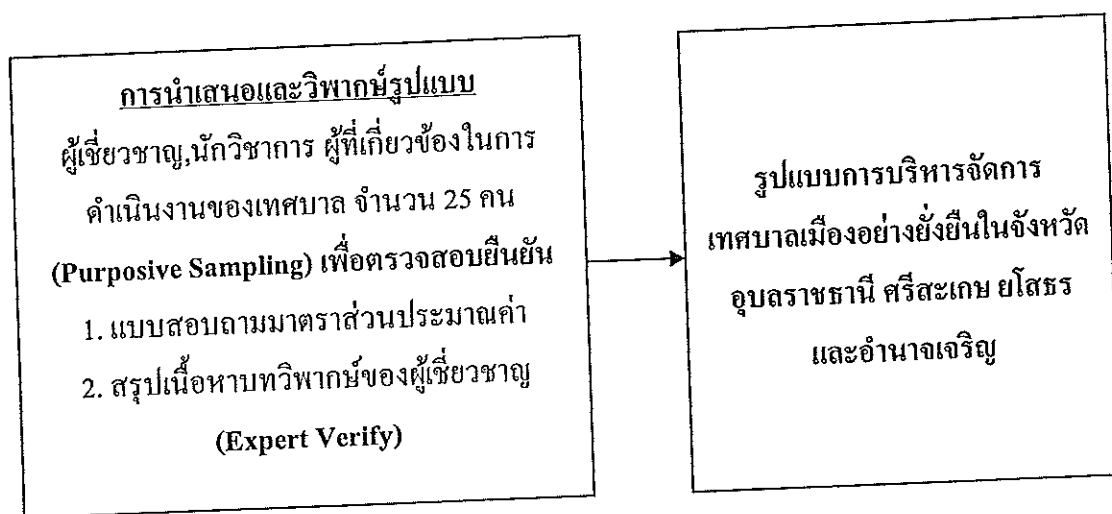 การนำเสนอและวิพากษ์รูปแบบ
ผู้เชี่ยวชาญ,นักวิชาการ ผู้ที่เกี่ยวข้องในการ
ดำเนินงานของเทศบาล จำนวน 25 คน
(Purposive Sampling) เพื่อตรวจสอบยืนยัน
1. แบบสอบถามมาตราส่วนประมาณค่า
2. สรุปเนื้อหาบทวิพากษ์ของผู้เชี่ยวชาญ
(Expert Verify)
รูปแบบการบริหารจัดการ
เทศบาลเมืองอย่างยั่งยืนในจังหวัด
อุบลราชธานี ศรีสะเกษ ยโสธร
และอำนาจเจริญ